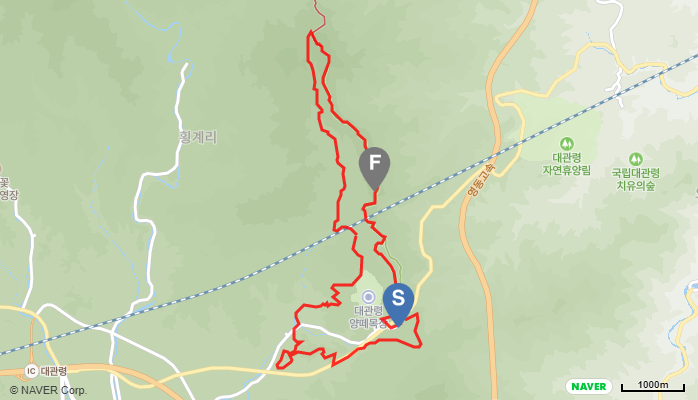 횡계리
꽃
영장
F
영동고속
대관령
자연휴양림
국립대관령
치유의숲
S
대관령
양떼목장
IC 대관령
© NAVER Corp.
NAVER
1000m